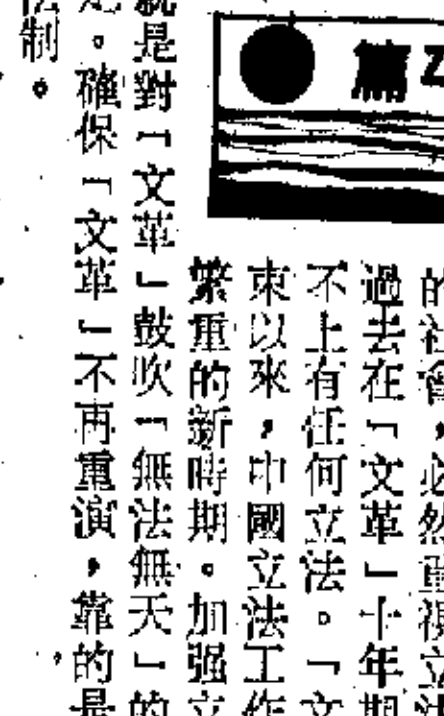 篇
的社會，必然重視立法
過去在「文革」十年期
不上有任何立法。「文
束以來，中國立法工作
繁重的新時期。加强立
就是對「文革」鼓吹「無法無天」的
。確保「文革」不再重演，靠的是
法制。